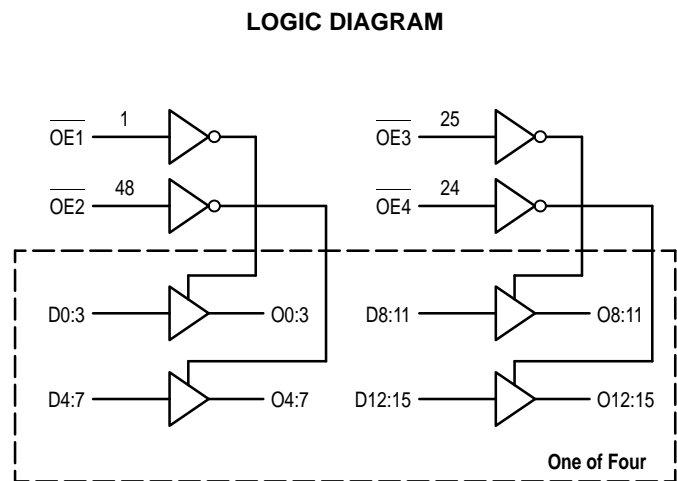 LOGIC DIAGRAM
OE1 1 OE3 25
OE2 48 OE4 24
D0:3 O0:3 D8:11 O8:11
D4:7 O4:7 D12:15 O12:15
One of Four